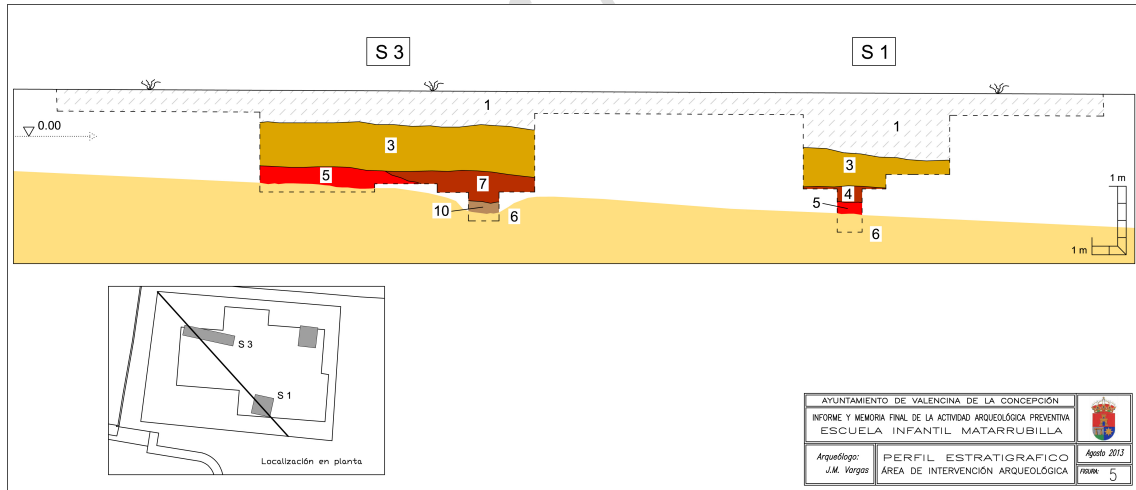 S 3
S 1
1
1
0.00
3
3
5
7
4
5
10
6
6
1 m
1 m
S 3
S 1
Localización en planta
AYUNTAMIENTO DE VALENCINA DE LA CONCEPCIÓN
INFORME Y MEMORIA FINAL DE LA ACTIVIDAD ARQUEOLÓGICA PREVENTIVA
ESCUELA INFANTIL MATARRUBILLA
Arqueólogo:
J.M. Vargas
PERFIL ESTRATIGRAFICO
ÁREA DE INTERVENCIÓN ARQUEOLÓGICA
Agosto 2013
FIGURA: 5